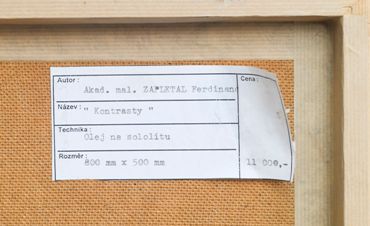 Autor :
Cena :
Akad. mal. ZAPLETAL Ferdinand
Název :
" Kontrasty "
Technika :
Olej na sololitu
Rozměr :
800 mm x 500 mm
11 000,-